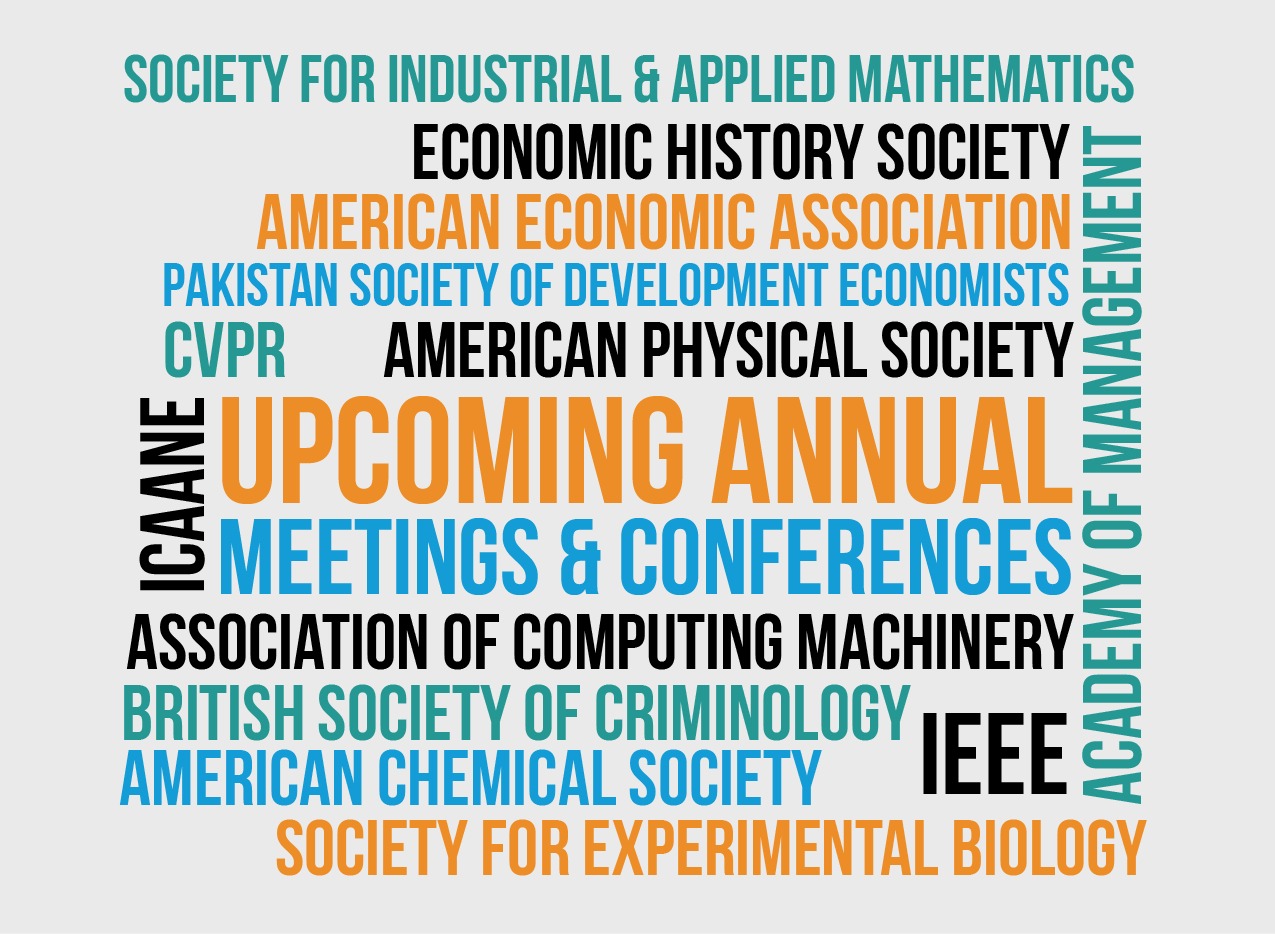 SOCIETY FOR INDUSTRIAL & APPLIED MATHEMATICS
ECONOMIC HISTORY SOCIETY
AMERICAN ECONOMIC ASSOCIATION
PAKISTAN SOCIETY OF DEVELOPMENT ECONOMISTS
CVPR
AMERICAN PHYSICAL SOCIETY
ACADEMY OF MANAGEMENT
ICAANE
UPCOMING ANNUAL
MEETINGS & CONFERENCES
ASSOCIATION OF COMPUTING MACHINERY
BRITISH SOCIETY OF CRIMINOLOGY
IEEE
AMERICAN CHEMICAL SOCIETY
SOCIETY FOR EXPERIMENTAL BIOLOGY